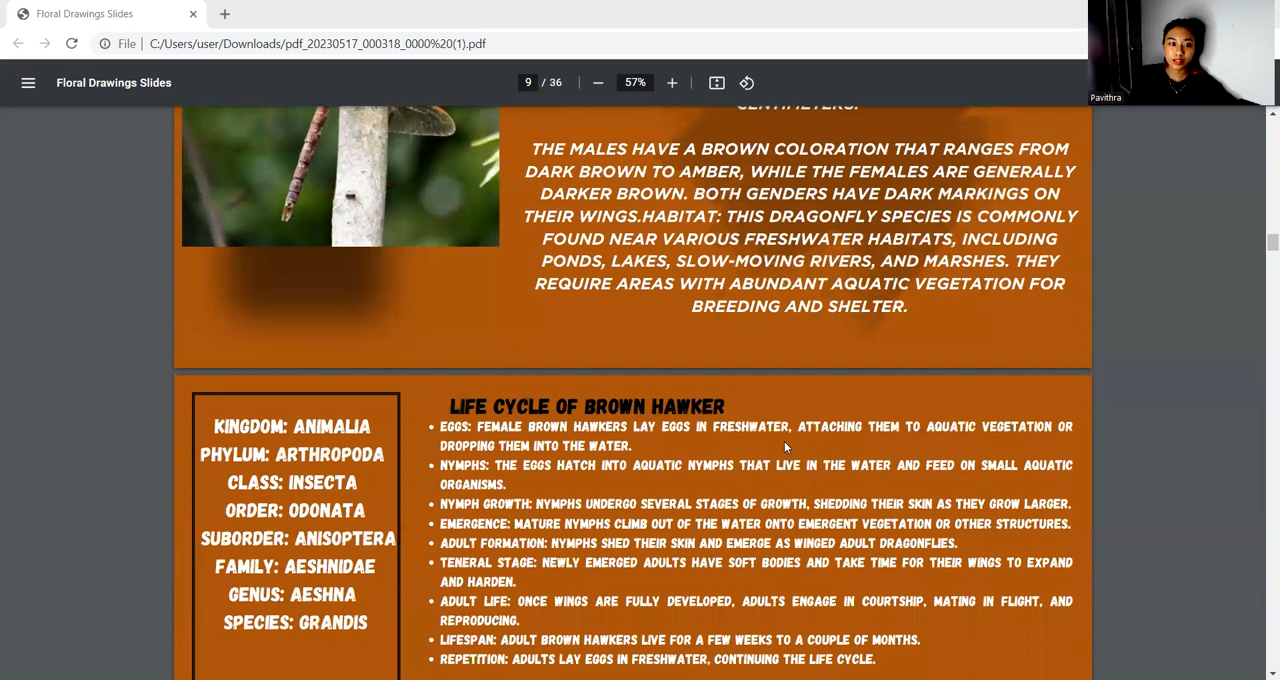 Floral Drawings Slides
File
C:/Users/user/Downloads/pdf_20230517_000318_0000%20(1).pdf
Floral Drawings Slides
9 / 36
57%
Pavithra
CENTIMETERS.
THE MALES HAVE A BROWN COLORATION THAT RANGES FROM
DARK BROWN TO AMBER, WHILE THE FEMALES ARE GENERALLY
DARKER BROWN. BOTH GENDERS HAVE DARK MARKINGS ON
THEIR WINGS.HABITAT: THIS DRAGONFLY SPECIES IS COMMONLY
FOUND NEAR VARIOUS FRESHWATER HABITATS, INCLUDING
PONDS, LAKES, SLOW-MOVING RIVERS, AND MARSHES. THEY
REQUIRE AREAS WITH ABUNDANT AQUATIC VEGETATION FOR
BREEDING AND SHELTER.
KINGDOM: ANIMALIA
PHYLUM: ARTHROPODA
CLASS: INSECTA
ORDER: ODONATA
SUBORDER: ANISOPTERA
FAMILY: AESHNIDAE
GENUS: AESHNA
SPECIES: GRANDIS
LIFE CYCLE OF BROWN HAWKER
• EGGS: FEMALE BROWN HAWKERS LAY EGGS IN FRESHWATER, ATTACHING THEM TO AQUATIC VEGETATION OR
DROPPING THEM INTO THE WATER.
• NYMPHS: THE EGGS HATCH INTO AQUATIC NYMPHS THAT LIVE IN THE WATER AND FEED ON SMALL AQUATIC
ORGANISMS.
• NYMPH GROWTH: NYMPHS UNDERGO SEVERAL STAGES OF GROWTH, SHEDDING THEIR SKIN AS THEY GROW LARGER.
• EMERGENCE: MATURE NYMPHS CLIMB OUT OF THE WATER ONTO EMERGENT VEGETATION OR OTHER STRUCTURES.
• ADULT FORMATION: NYMPHS SHED THEIR SKIN AND EMERGE AS WINGED ADULT DRAGONFLIES.
• TENERAL STAGE: NEWLY EMERGED ADULTS HAVE SOFT BODIES AND TAKE TIME FOR THEIR WINGS TO EXPAND
AND HARDEN.
• ADULT LIFE: ONCE WINGS ARE FULLY DEVELOPED, ADULTS ENGAGE IN COURTSHIP, MATING IN FLIGHT, AND
REPRODUCING.
• LIFESPAN: ADULT BROWN HAWKERS LIVE FOR A FEW WEEKS TO A COUPLE OF MONTHS.
• REPETITION: ADULTS LAY EGGS IN FRESHWATER, CONTINUING THE LIFE CYCLE.